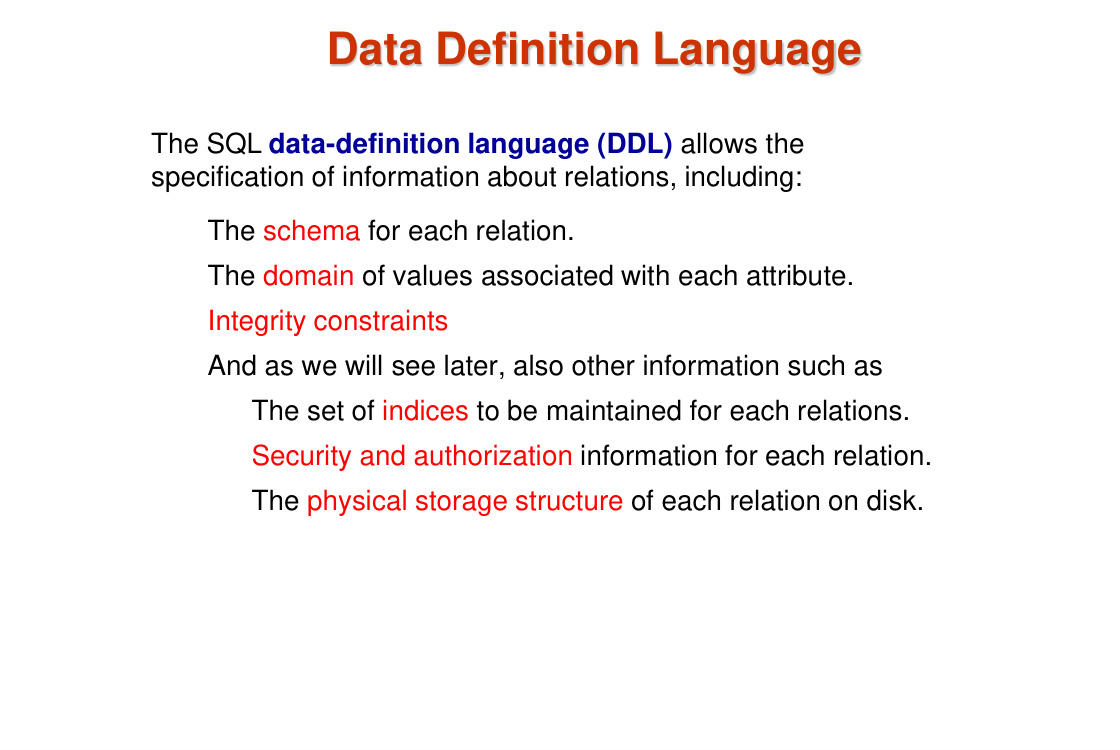 Data Definition Language
The SQL data-definition language (DDL) allows the
specification of information about relations, including:
The schema for each relation.
The domain of values associated with each attribute.
Integrity constraints
And as we will see later, also other information such as
The set of indices to be maintained for each relations.
Security and authorization information for each relation.
The physical storage structure of each relation on disk.